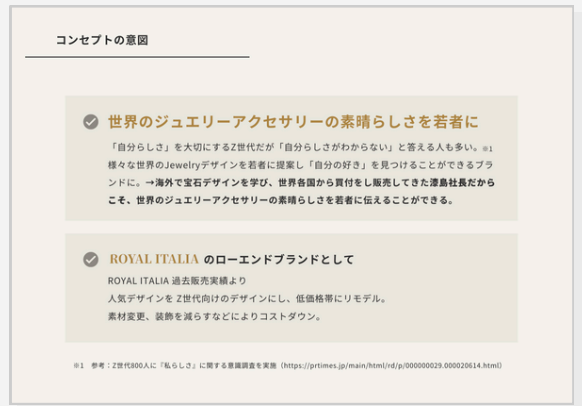 コンセプトの意図
世界のジュエリーアクセサリーの素晴らしさを若者に
「自分らしさ」を大切にするZ世代だが「自分らしさがわからない」と答える人も多い。※1
様々な世界のJewelryデザインを若者に提案し「自分の好き」を見つけることができるブラ
ンドに。→海外で宝石デザインを学び、世界各国から買付をし販売してきた濱島社長だから
こそ、世界のジュエリーアクセサリーの素晴らしさを若者に伝えることができる。
ROYAL ITALIA のローエンドブランドとして
ROYAL ITALIA 過去販売実績より
人気デザインを Z世代向けのデザインにし、低価格帯にリモデル。
素材変更、装飾を減らすなどによりコストダウン。
※1 参考：Z世代800人に『私らしさ』に関する意識調査を実施（https://prtimes.jp/main/html/rd/p/000000029.000020614.html）